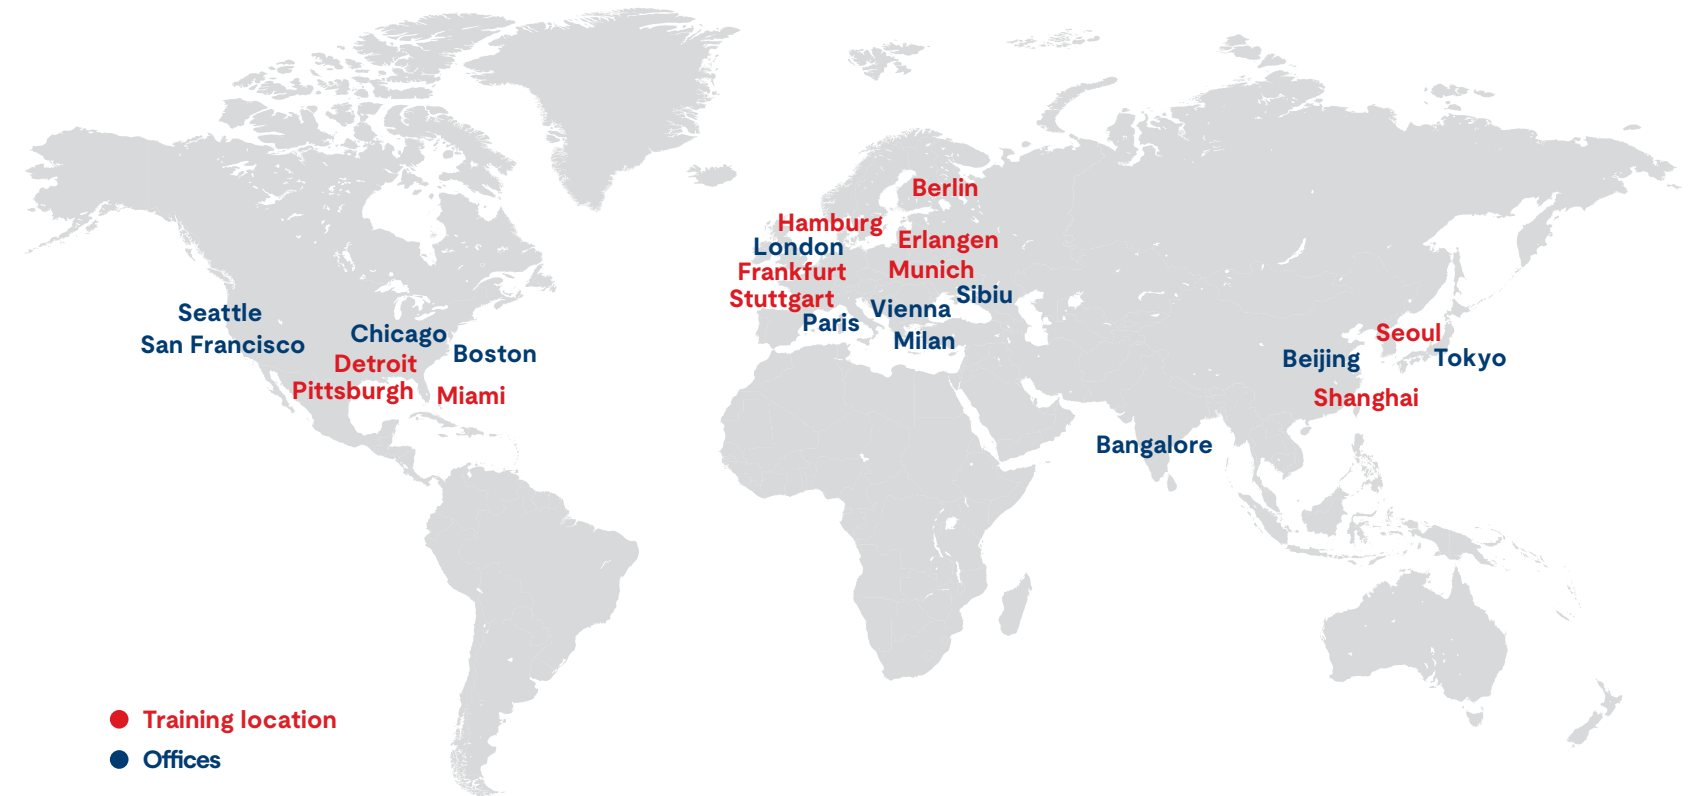 Berlin
Hamburg
Erlangen
London
Frankfurt
Munich
Stuttgart
Sibiu
Vienna
Paris
Milan
Seattle
San Francisco
Chicago
Boston
Detroit
Pittsburgh
Miami
Seoul
Beijing
Tokyo
Shanghai
Bangalore
Training location
Offices